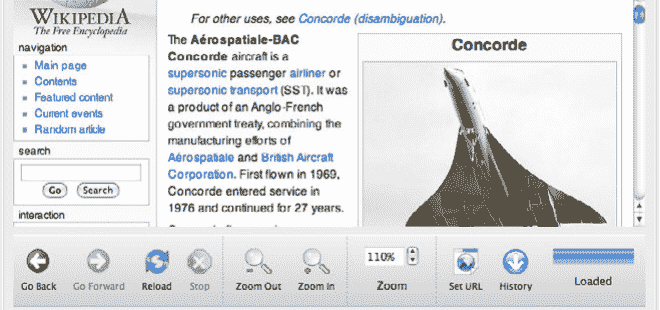 WIKIPEDIA
The Free Encyclopedia
navigation
Main page
Contents
Featured content
Current events
Random article
search
Go Search
interaction
For other uses, see Concorde (disambiguation).
The Aérospatiale-BAC
Concorde aircraft is a
supersonic passenger airliner or
supersonic transport (SST). It was
a product of an Anglo-French
government treaty, combining the
manufacturing efforts of
Aérospatiale and British Aircraft
Corporation. First flown in 1969,
Concorde entered service in
1976 and continued for 27 years.
Concorde
110%
Go Back Go Forward Reload Stop Zoom Out Zoom In Zoom Set URL History Loaded